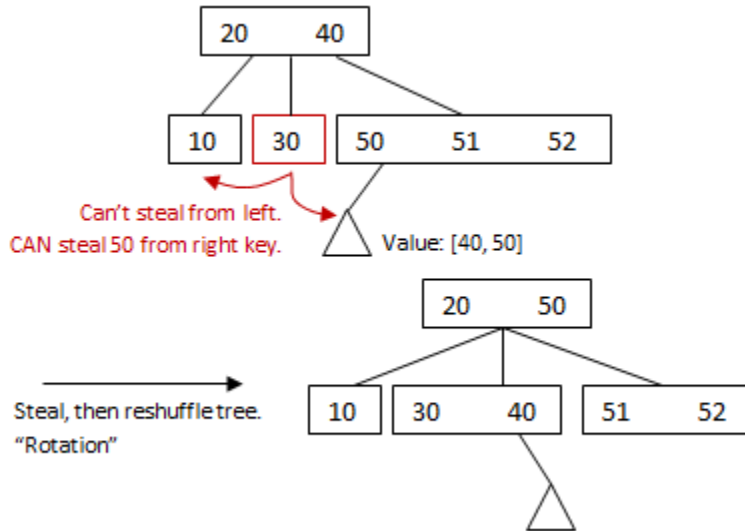 20 40
10 30 50 51 52
Can't steal from left.
CAN steal 50 from right key.
Value: [40, 50]
20 50
Steal, then reshuffle tree.
"Rotation"
10 30 40 51 52